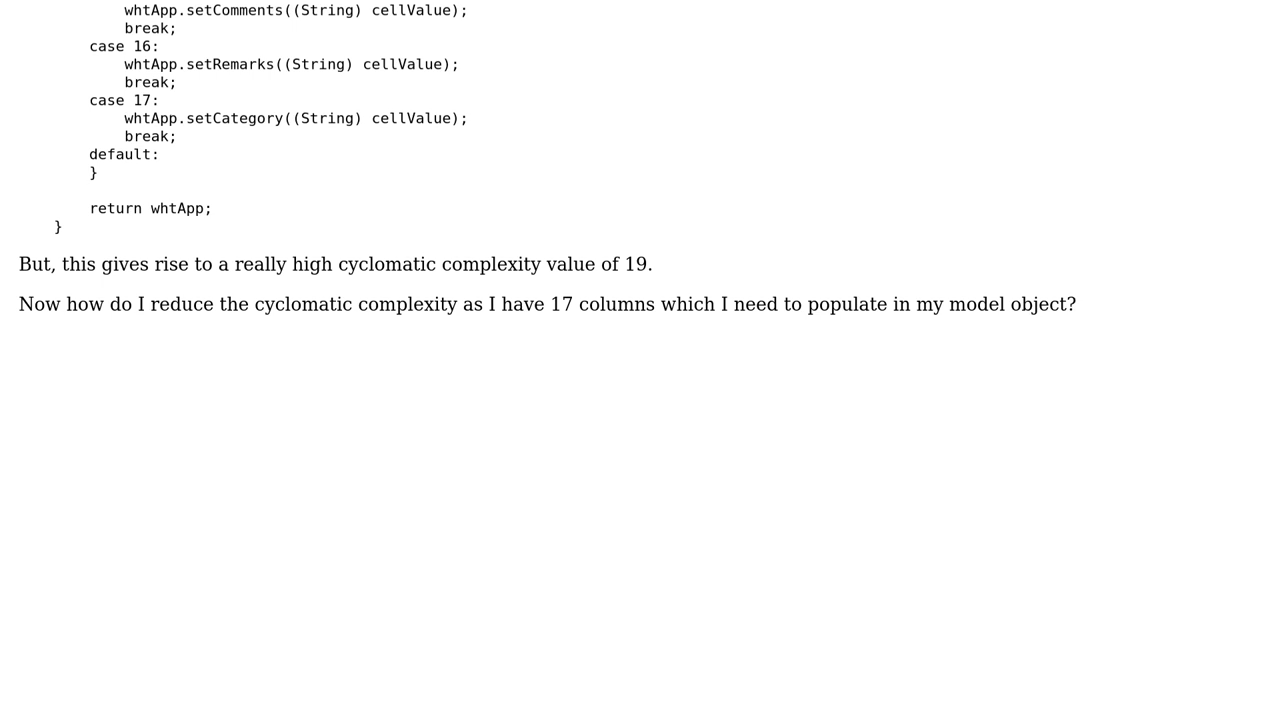 whtApp.setComments((String) cellValue);
            break;
        case 16:
            whtApp.setRemarks((String) cellValue);
            break;
        case 17:
            whtApp.setCategory((String) cellValue);
            break;
        default:
        }

        return whtApp;
    }
But, this gives rise to a really high cyclomatic complexity value of 19.
Now how do I reduce the cyclomatic complexity as I have 17 columns which I need to populate in my model object?